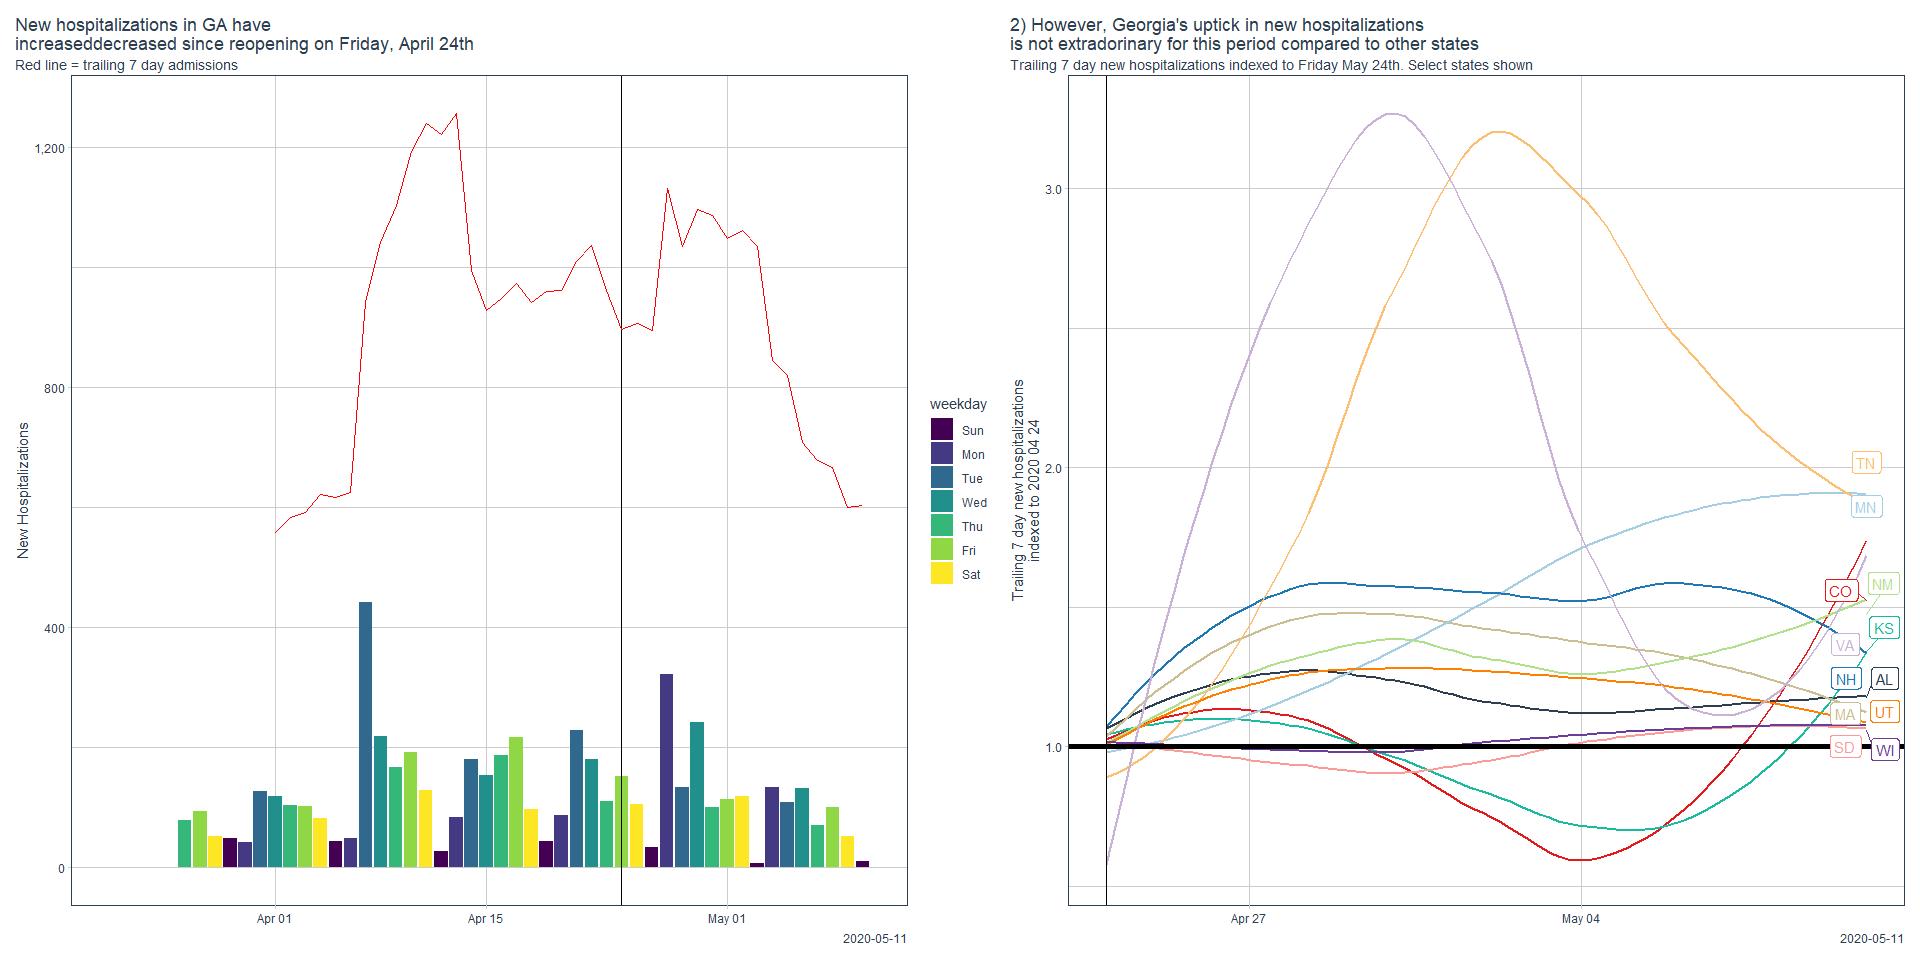 New hospitalizations in GA have
increaseddecreased since reopening on Friday, April 24th
Red line = trailing 7 day admissions
New Hospitalizations
1,200
800
400
0
Apr 01
Apr 15
May 01
2020-05-11
weekday
Sun
Mon
Tue
Wed
Thu
Fri
Sat
2) However, Georgia's uptick in new hospitalizations
is not extradorinary for this period compared to other states
Trailing 7 day new hospitalizations indexed to Friday May 24th. Select states shown
Trailing 7 day new hospitalizations
indexed to 2020 04 24
3.0
2.0
1.0
TN
MN
NM
CO
KS
VA
NH
AL
MA
UT
SD
WI
Apr 27
May 04
2020-05-11